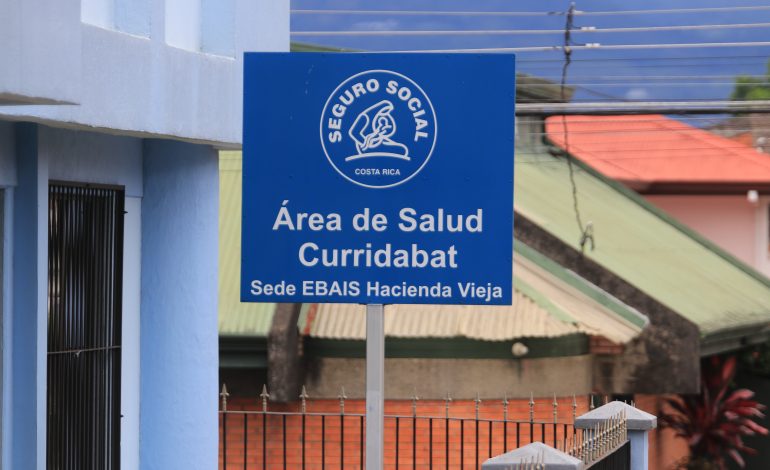 SEGURO SOCIAL
COSTA RICA
Área de Salud
Curridabat
Sede EBAIS Hacienda Vieja